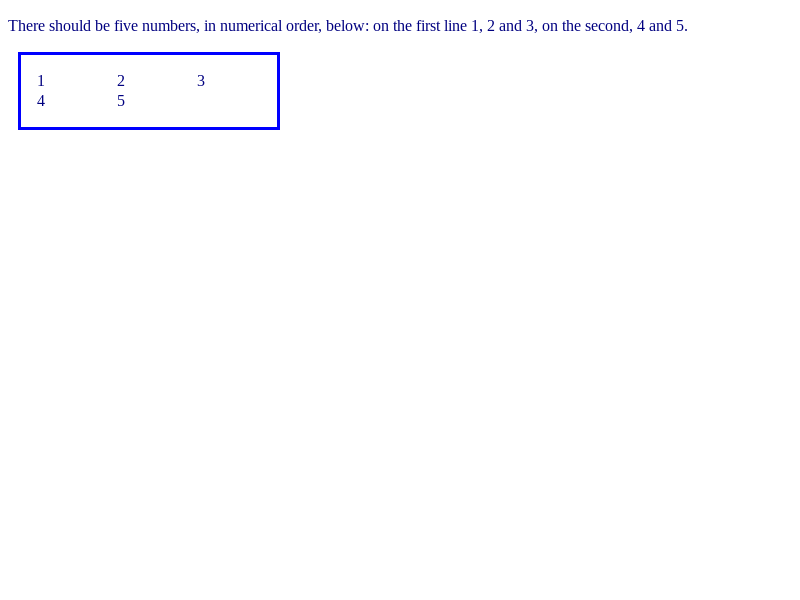 There should be five numbers, in numerical order, below: on the first line 1, 2 and 3, on the second, 4 and 5.
1 2 3
4 5